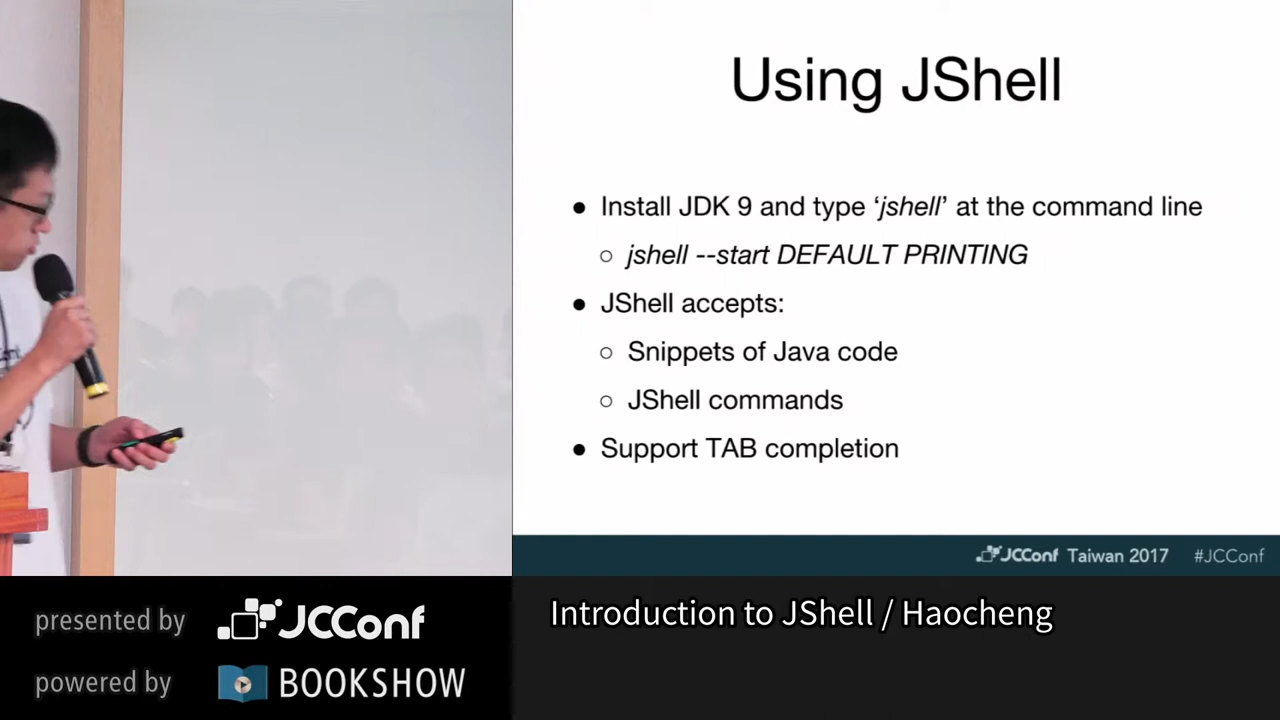 Using JShell
● Install JDK 9 and type ‘jshell’ at the command line
○ jshell --start DEFAULT PRINTING
● JShell accepts:
○ Snippets of Java code
○ JShell commands
● Support TAB completion
JCConf Taiwan 2017 #JCConf
presented by JCConf
Introduction to JShell / Haocheng
powered by BOOKSHOW